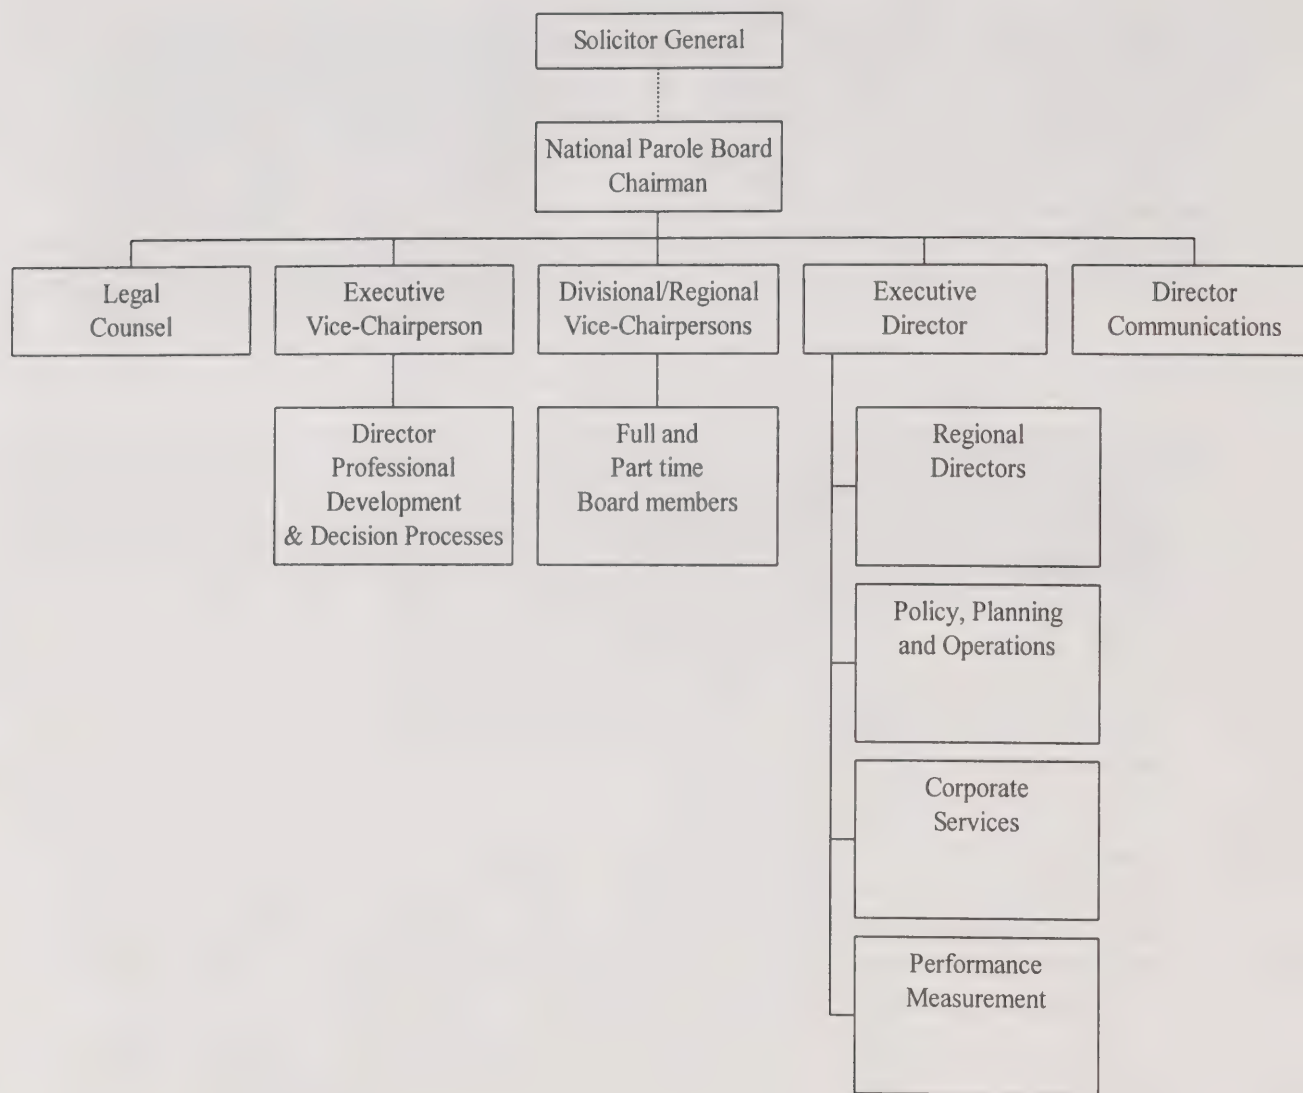 Solicitor General
National Parole Board
Chairman
Legal
Counsel
Executive
Vice-Chairperson
Divisional/Regional
Vice-Chairpersons
Executive
Director
Director
Communications
Director
Professional
Development
& Decision Processes
Full and
Part time
Board members
Regional
Directors
Policy, Planning
and Operations
Corporate
Services
Performance
Measurement